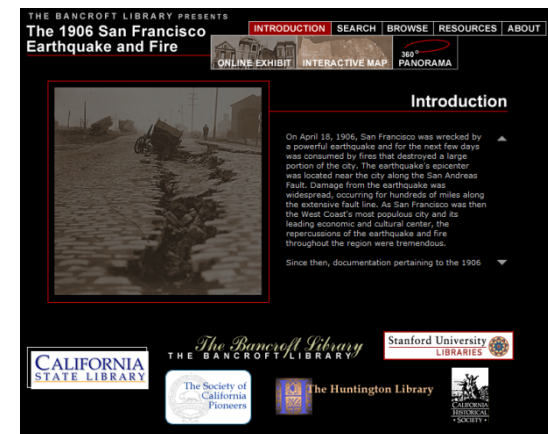 THE BANCROFT LIBRARY PRESENTS
The 1906 San Francisco
Earthquake and Fire
INTRODUCTION SEARCH BROWSE RESOURCES ABOUT
ONLINE EXHIBIT INTERACTIVE MAP 360° PANORAMA
Introduction
On April 18, 1906, San Francisco was wrecked by
a powerful earthquake and for the next few days
was consumed by fires that destroyed a large
portion of the city. The earthquake's epicenter
was located near the city along the San Andreas
Fault. Damage from the earthquake was
widespread, occurring for hundreds of miles along
the extensive fault line. As San Francisco was then
the West Coast's most populous city and its
leading economic and cultural center, the
repercussions of the earthquake and fire
throughout the region were tremendous.
Since then, documentation pertaining to the 1906
The Bancroft Library
THE BANCROFT LIBRARY
Stanford University
LIBRARIES
CALIFORNIA
STATE LIBRARY
The Society of
California
Pioneers
The Huntington Library
CALIFORNIA
HISTORICAL
SOCIETY